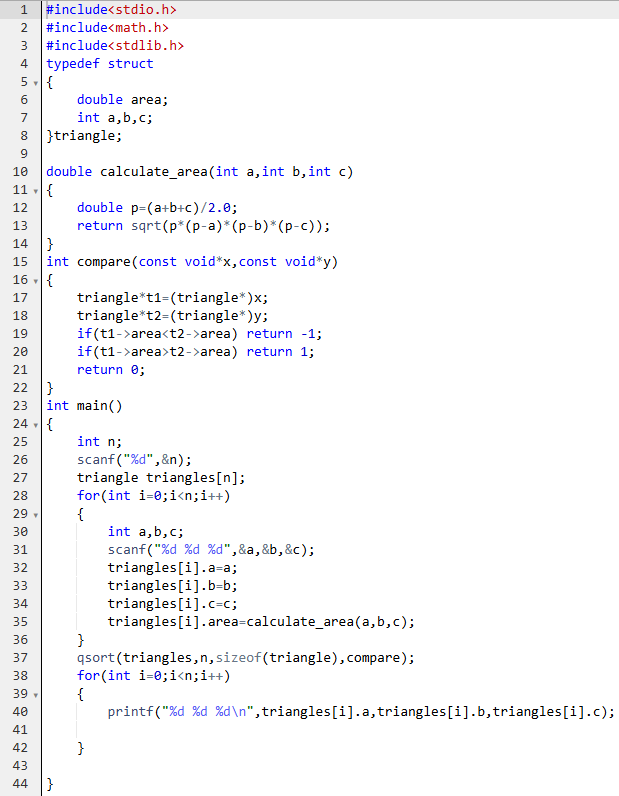 1 #include<stdio.h>
2 #include<math.h>
3 #include<stdlib.h>
4 typedef struct
5 {
6     double area;
7     int a,b,c;
8 }triangle;
9
10 double calculate_area(int a,int b,int c)
11 {
12     double p=(a+b+c)/2.0;
13     return sqrt(p*(p-a)*(p-b)*(p-c));
14 }
15 int compare(const void*x,const void*y)
16 {
17     triangle*t1=(triangle*)x;
18     triangle*t2=(triangle*)y;
19     if(t1->area<t2->area) return -1;
20     if(t1->area>t2->area) return 1;
21     return 0;
22 }
23 int main()
24 {
25     int n;
26     scanf("%d",&n);
27     triangle triangles[n];
28     for(int i=0;i<n;i++)
29     {
30         int a,b,c;
31         scanf("%d %d %d",&a,&b,&c);
32         triangles[i].a=a;
33         triangles[i].b=b;
34         triangles[i].c=c;
35         triangles[i].area=calculate_area(a,b,c);
36     }
37     qsort(triangles,n,sizeof(triangle),compare);
38     for(int i=0;i<n;i++)
39     {
40         printf("%d %d %d\n",triangles[i].a,triangles[i].b,triangles[i].c);
41
42     }
43
44 }